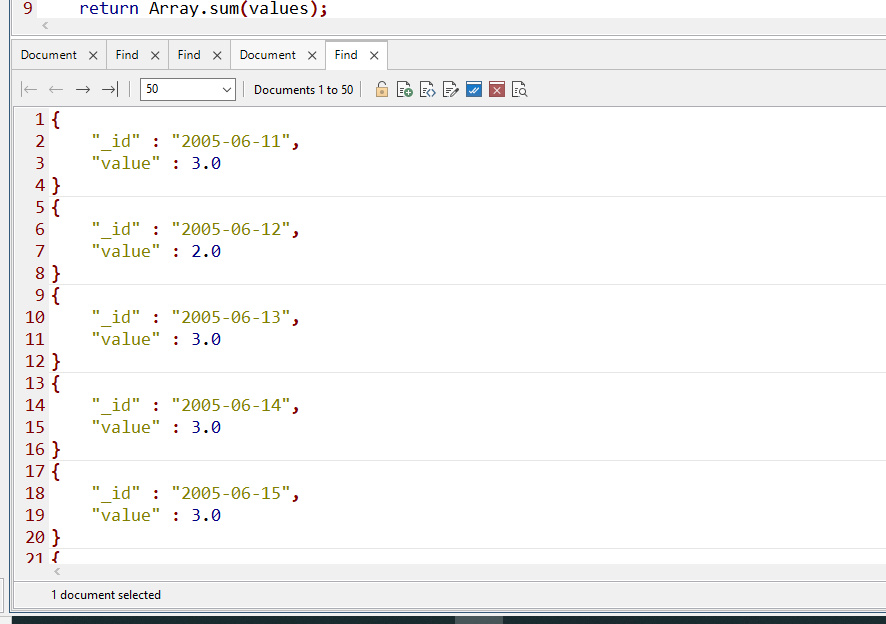 9 return Array.sum(values);
Document Find Find Document Find
50 Documents 1 to 50
1 {
2 "_id" : "2005-06-11",
3 "value" : 3.0
4 }
5 {
6 "_id" : "2005-06-12",
7 "value" : 2.0
8 }
9 {
10 "_id" : "2005-06-13",
11 "value" : 3.0
12 }
13 {
14 "_id" : "2005-06-14",
15 "value" : 3.0
16 }
17 {
18 "_id" : "2005-06-15",
19 "value" : 3.0
20 }
21 {
1 document selected